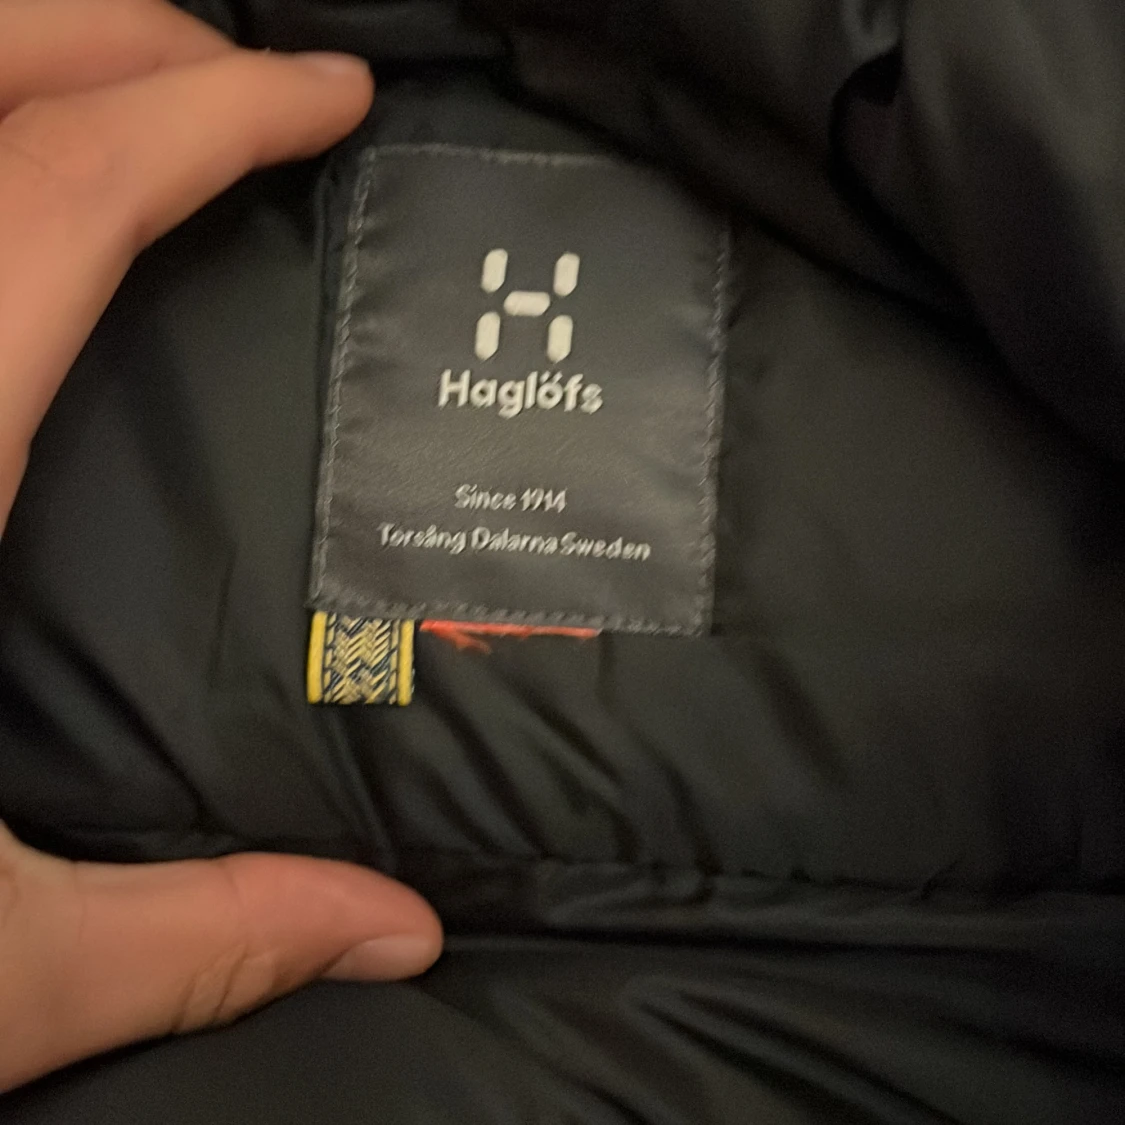 Haglöfs
Since 1914
Torsång Dalarna Sweden